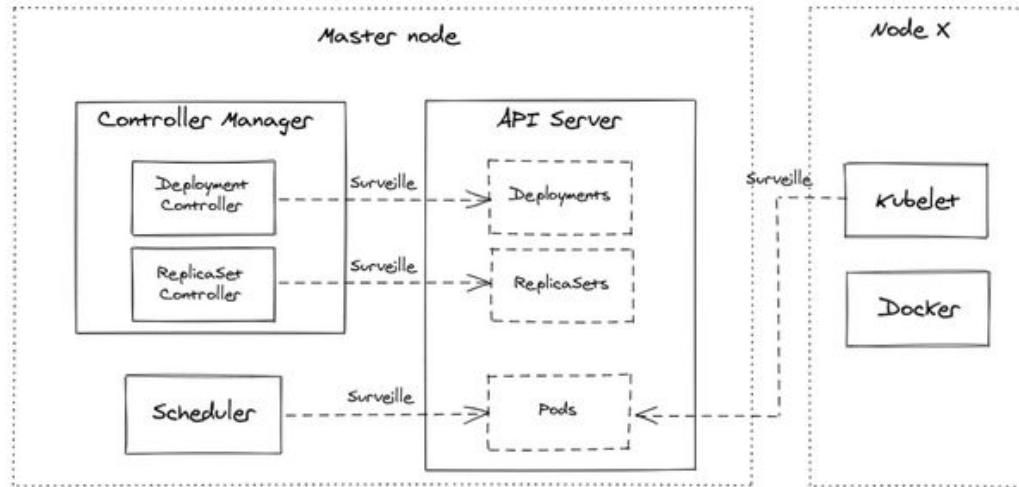 Master node
Node X
Controller Manager
API Server
Deployment
Controller
Surveille
Deployments
Surveille
Kubelet
ReplicaSet
Controller
Surveille
ReplicaSets
Docker
Scheduler
Surveille
Pods